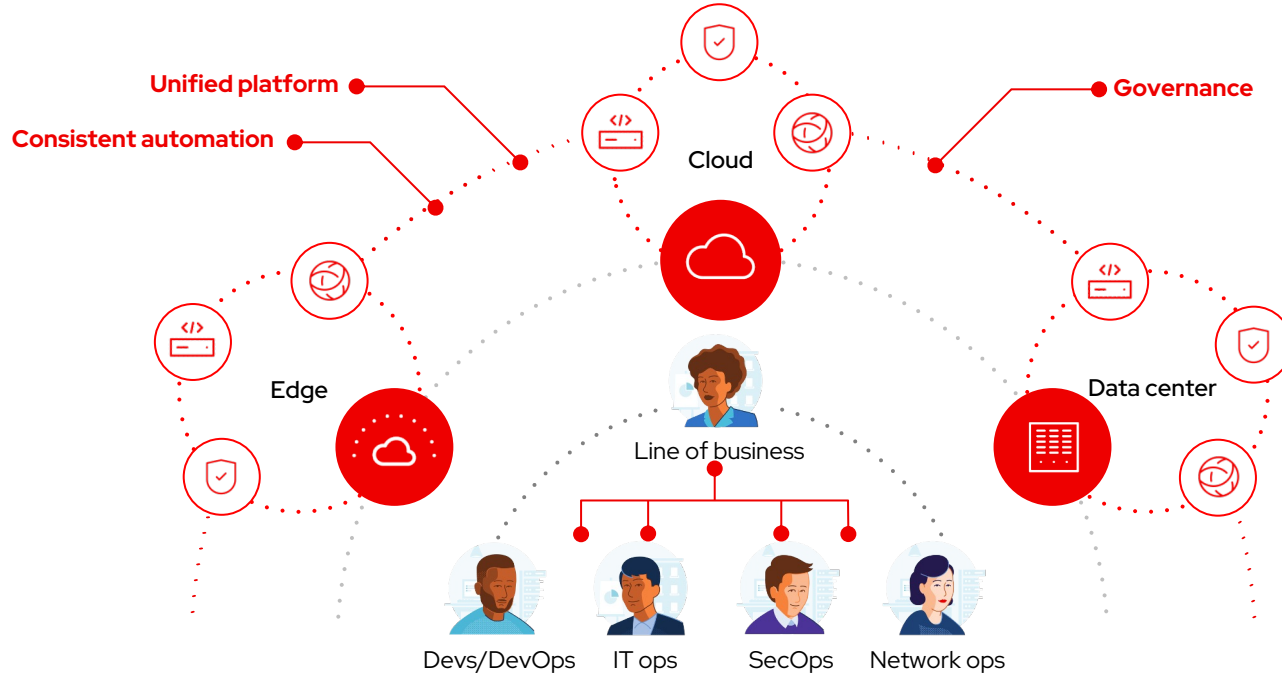 Unified platform
Governance
Consistent automation
</>
Cloud
</>
</>
Edge
Data center
Line of business
Devs/DevOps
IT ops
SecOps
Network ops